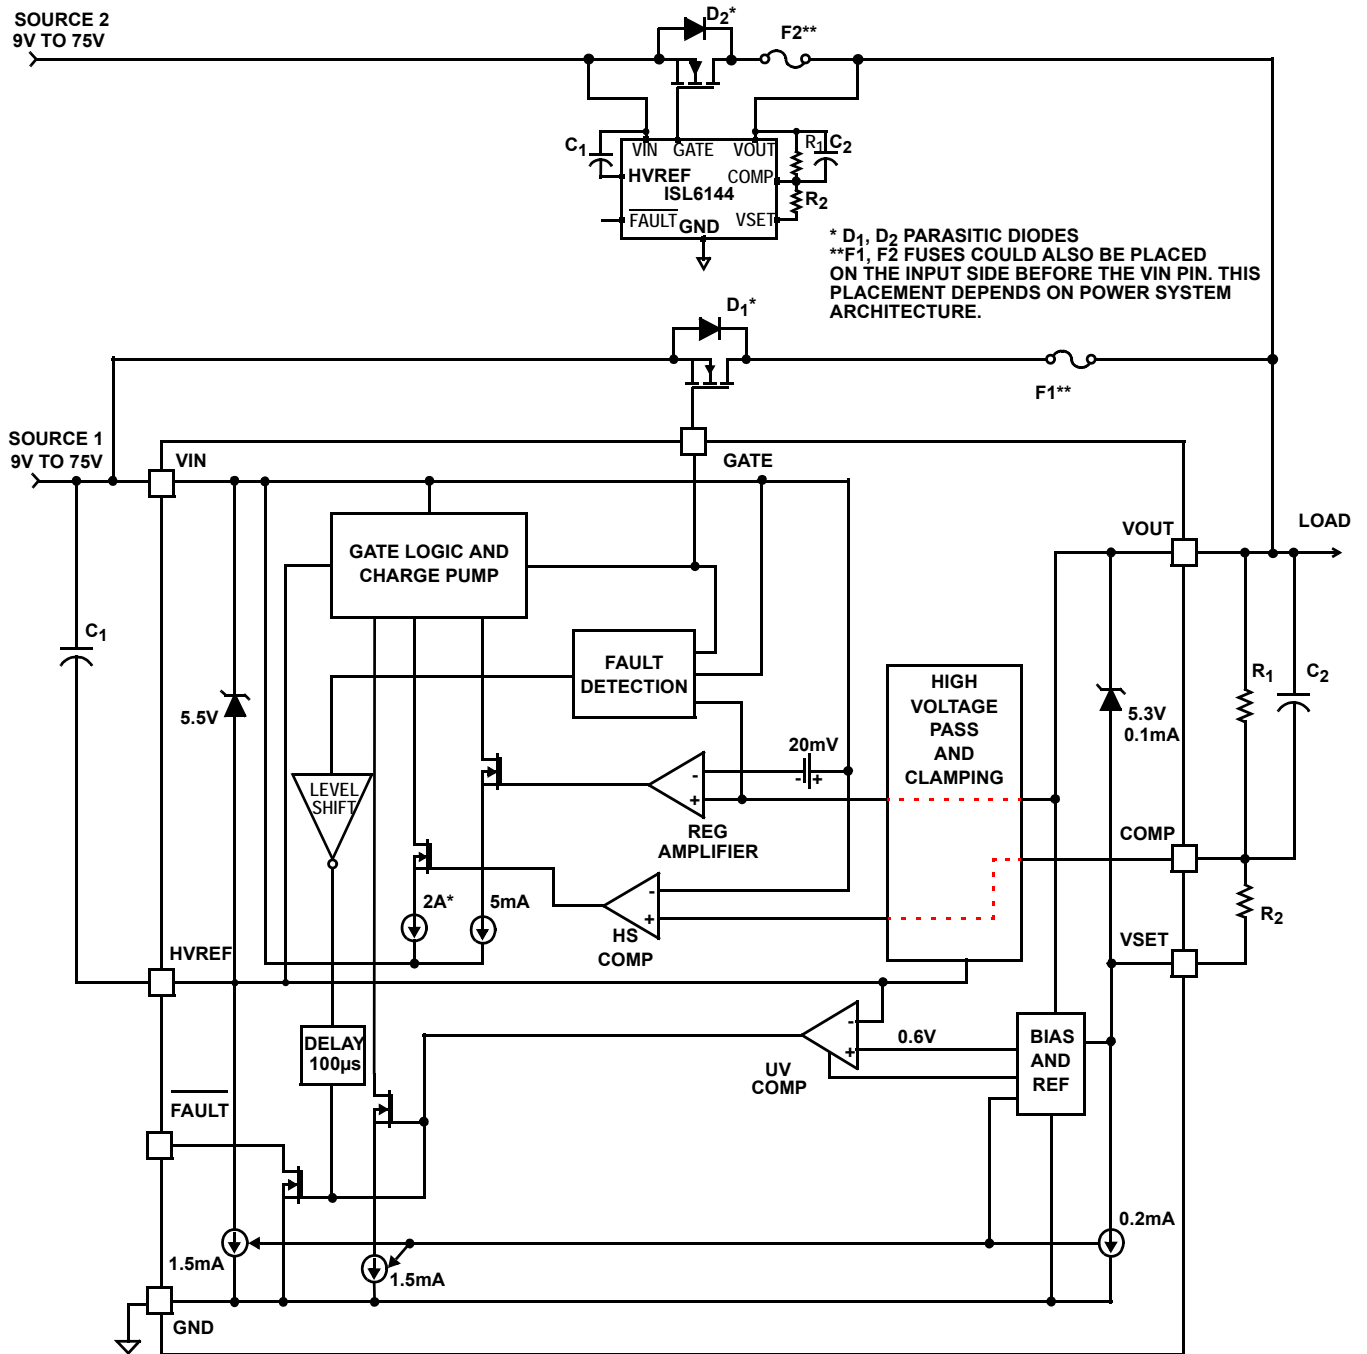 SOURCE 2
9V TO 75V
D2*
F2**
C1
VIN
GATE
VOUT
R1
C2
HVREF
COMP
ISL6144
R2
FAULT
GND
VSET
* D1, D2 PARASITIC DIODES
**F1, F2 FUSES COULD ALSO BE PLACED
ON THE INPUT SIDE BEFORE THE VIN PIN. THIS
PLACEMENT DEPENDS ON POWER SYSTEM
ARCHITECTURE.
D1*
F1**
SOURCE 1
9V TO 75V
VIN
GATE
VOUT
LOAD
GATE LOGIC AND
CHARGE PUMP
C1
FAULT
DETECTION
HIGH
VOLTAGE
PASS
AND
CLAMPING
R1
C2
5.5V
5.3V
0.1mA
20mV
-
+
LEVEL
SHIFT
-
+
REG
AMPLIFIER
COMP
2A*
5mA
-
+
HS
COMP
R2
HVREF
VSET
DELAY
100µs
-
+
0.6V
UV
COMP
BIAS
AND
REF
FAULT
0.2mA
1.5mA
1.5mA
GND